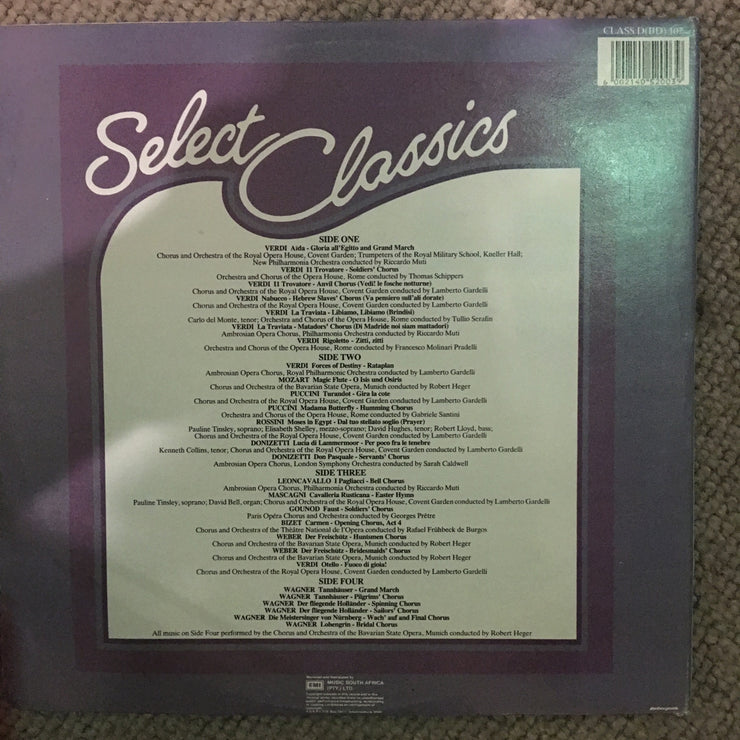 CLASS D(BD) 107
6 002140 520039
Select Classics
SIDE ONE
VERDI Aida - Gloria all'Egitto and Grand March
Chorus and Orchestra of the Royal Opera House, Covent Garden; Trumpeters of the Royal Military School, Kneller Hall;
New Philharmonia Orchestra conducted by Riccardo Muti
VERDI Il Trovatore - Soldiers' Chorus
Orchestra and Chorus of the Opera House, Rome conducted by Thomas Schippers
VERDI Il Trovatore - Anvil Chorus (Vedi! le fosche notturne)
Chorus and Orchestra of the Royal Opera House, Covent Garden conducted by Lamberto Gardelli
VERDI Nabucco - Hebrew Slaves' Chorus (Va pensiero sull'ali dorate)
Chorus and Orchestra of the Royal Opera House, Covent Garden conducted by Lamberto Gardelli
VERDI La Traviata - Libiamo, Libiamo (Brindisi)
Carlo del Monte, tenor; Orchestra and Chorus of the Opera House, Rome conducted by Tullio Serafin
VERDI La Traviata - Matadors' Chorus (Di Madride noi siam mattadori)
Ambrosian Opera Chorus, Philharmonia Orchestra conducted by Riccardo Muti
VERDI Rigoletto - Zitti, zitti
Orchestra and Chorus of the Opera House, Rome conducted by Francesco Molinari Pradelli
SIDE TWO
VERDI Forces of Destiny - Rataplan
Ambrosian Opera Chorus, Royal Philharmonic Orchestra conducted by Lamberto Gardelli
MOZART Magic Flute - O Isis und Osiris
Chorus and Orchestra of the Bavarian State Opera, Munich conducted by Robert Heger
PUCCINI Turandot - Gira la cote
Chorus and Orchestra of the Royal Opera House, Covent Garden conducted by Lamberto Gardelli
PUCCINI Madama Butterfly - Humming Chorus
Orchestra and Chorus of the Opera House, Rome conducted by Gabriele Santini
ROSSINI Moses in Egypt - Dal tuo stellato soglio (Prayer)
Pauline Tinsley, soprano; Elisabeth Shelley, mezzo-soprano; David Hughes, tenor; Robert Lloyd, bass;
Chorus and Orchestra of the Royal Opera House, Covent Garden conducted by Lamberto Gardelli
DONIZETTI Lucia di Lammermoor - Per poco fra le tenebre
Kenneth Collins, tenor; Chorus and Orchestra of the Royal Opera House, Covent Garden conducted by Lamberto Gardelli
DONIZETTI Don Pasquale - Servants' Chorus
Ambrosian Opera Chorus, London Symphony Orchestra conducted by Sarah Caldwell
SIDE THREE
LEONCAVALLO I Pagliacci - Bell Chorus
Ambrosian Opera Chorus, Philharmonia Orchestra conducted by Riccardo Muti
MASCAGNI Cavalleria Rusticana - Easter Hymn
Pauline Tinsley, soprano; David Bell, organ; Chorus and Orchestra of the Royal Opera House, Covent Garden conducted by Lamberto Gardelli
GOUNOD Faust - Soldiers' Chorus
Paris Opéra Chorus and Orchestra conducted by Georges Prêtre
BIZET Carmen - Opening Chorus, Act 4
Chorus and Orchestra of the Théâtre National de l'Opera conducted by Rafael Frühbeck de Burgos
WEBER Der Freischütz - Huntsmen Chorus
Chorus and Orchestra of the Bavarian State Opera, Munich conducted by Robert Heger
WEBER Der Freischütz - Bridesmaids' Chorus
Chorus and Orchestra of the Bavarian State Opera, Munich conducted by Robert Heger
VERDI Otello - Fuoco di gioia!
Chorus and Orchestra of the Royal Opera House, Covent Garden conducted by Lamberto Gardelli
SIDE FOUR
WAGNER Tannhäuser - Grand March
WAGNER Tannhäuser - Pilgrims' Chorus
WAGNER Der fliegende Holländer - Spinning Chorus
WAGNER Der fliegende Holländer - Sailors' Chorus
WAGNER Die Meistersinger von Nürnberg - Wach' auf and Final Chorus
WAGNER Lohengrin - Bridal Chorus
All music on Side Four performed by the Chorus and Orchestra of the Bavarian State Opera, Munich conducted by Robert Heger
EMI
MUSIC SOUTH AFRICA
(PTY.) LTD